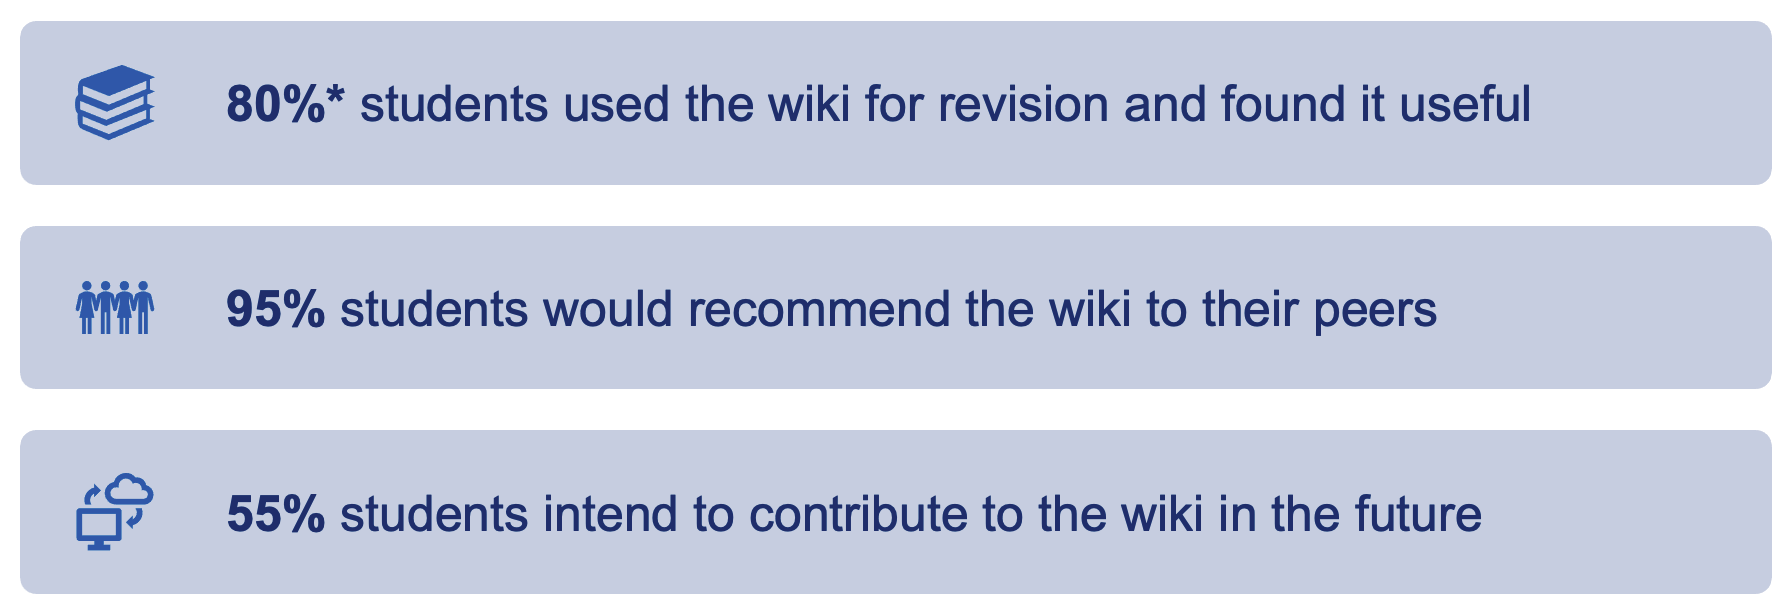 80%* students used the wiki for revision and found it useful
95% students would recommend the wiki to their peers
55% students intend to contribute to the wiki in the future